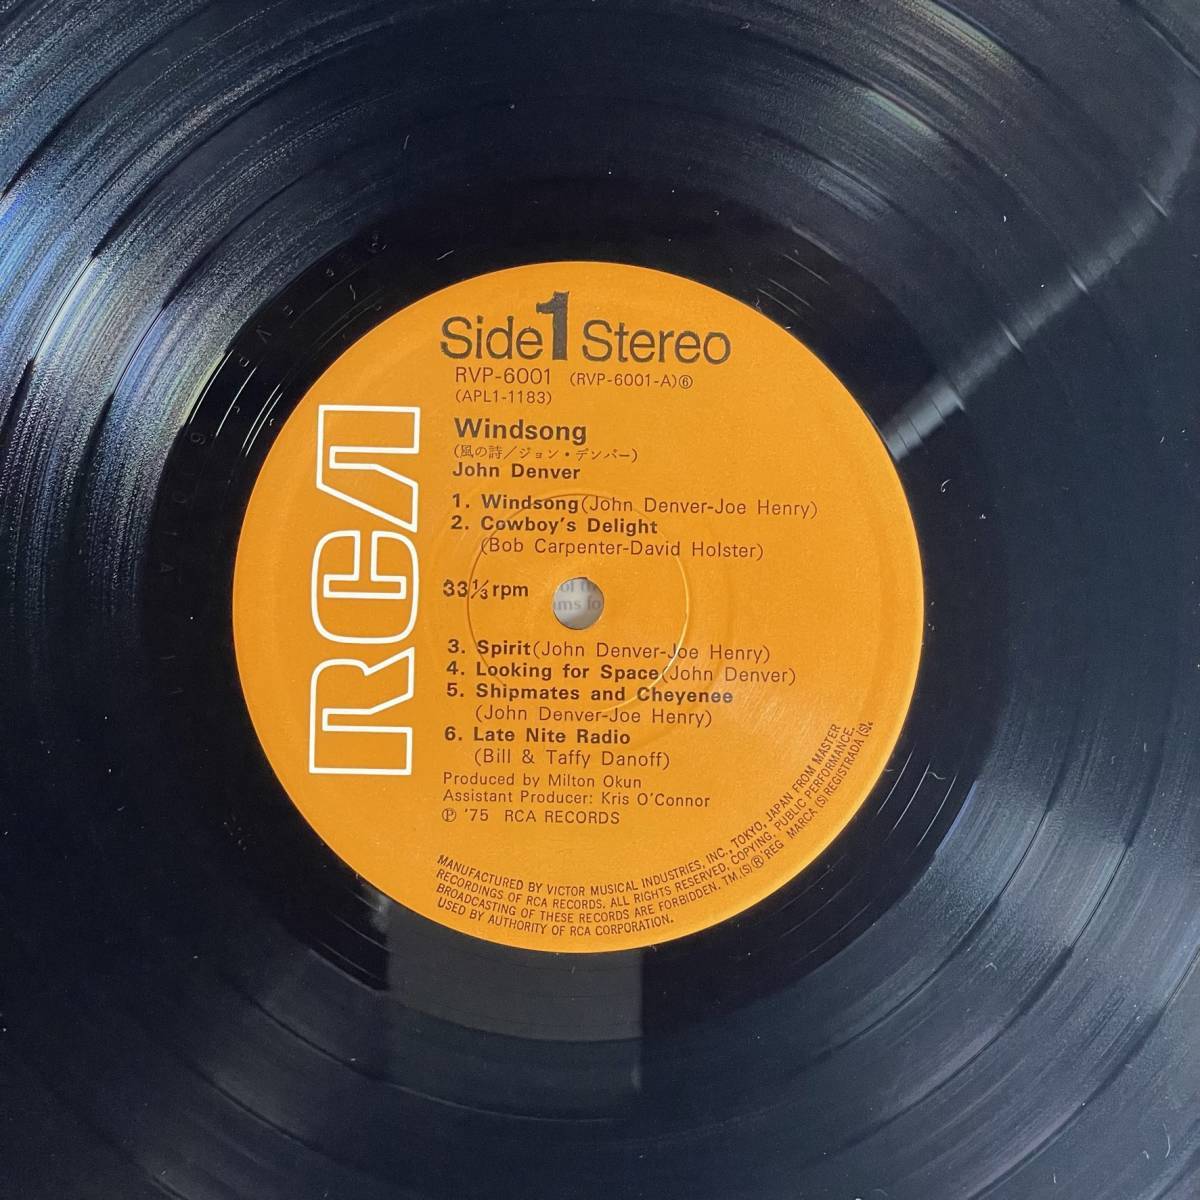 RCA
Side 1 Stereo
RVP-6001 (RVP-6001-A)⑥
(APL1-1183)
Windsong
(風の詩/ジョン・デンバー)
John Denver
1. Windsong(John Denver-Joe Henry)
2. Cowboy's Delight
(Bob Carpenter-David Holster)
33⅓rpm
3. Spirit(John Denver-Joe Henry)
4. Looking for Space(John Denver)
5. Shipmates and Cheyenee
(John Denver-Joe Henry)
6. Late Nite Radio
(Bill & Taffy Danoff)
Produced by Milton Okun
Assistant Producer: Kris O'Connor
Ⓟ '75 RCA RECORDS
MANUFACTURED BY VICTOR MUSICAL INDUSTRIES, INC., TOKYO, JAPAN FROM MASTER
RECORDINGS OF RCA RECORDS. ALL RIGHTS RESERVED, COPYING, PUBLIC PERFORMANCE,
BROADCASTING OF THESE RECORDS ARE FORBIDDEN. TM.(S)®REG MARCA (S) REGISTRADA (S).
USED BY AUTHORITY OF RCA CORPORATION.